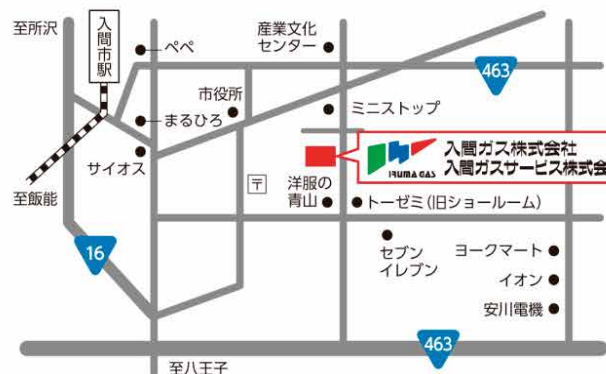 至所沢
入間市駅
ペペ
産業文化
センター
463
市役所
まるひろ
ミニストップ
サイオス
入間ガス株式会社
入間ガスサービス株式会
IRUMA GAS
〒
洋服の
青山
トーゼミ(旧ショールーム)
至飯能
16
セブン
イレブン
ヨークマート
イオン
安川電機
463
至八王子